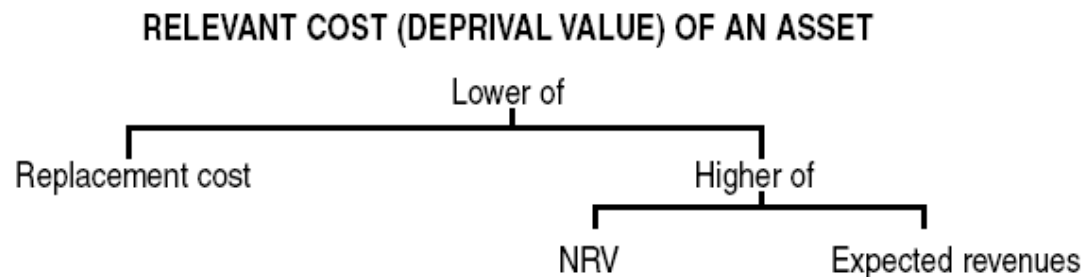 RELEVANT COST (DEPRIVAL VALUE) OF AN ASSET
Lower of
Replacement cost
Higher of
NRV
Expected revenues